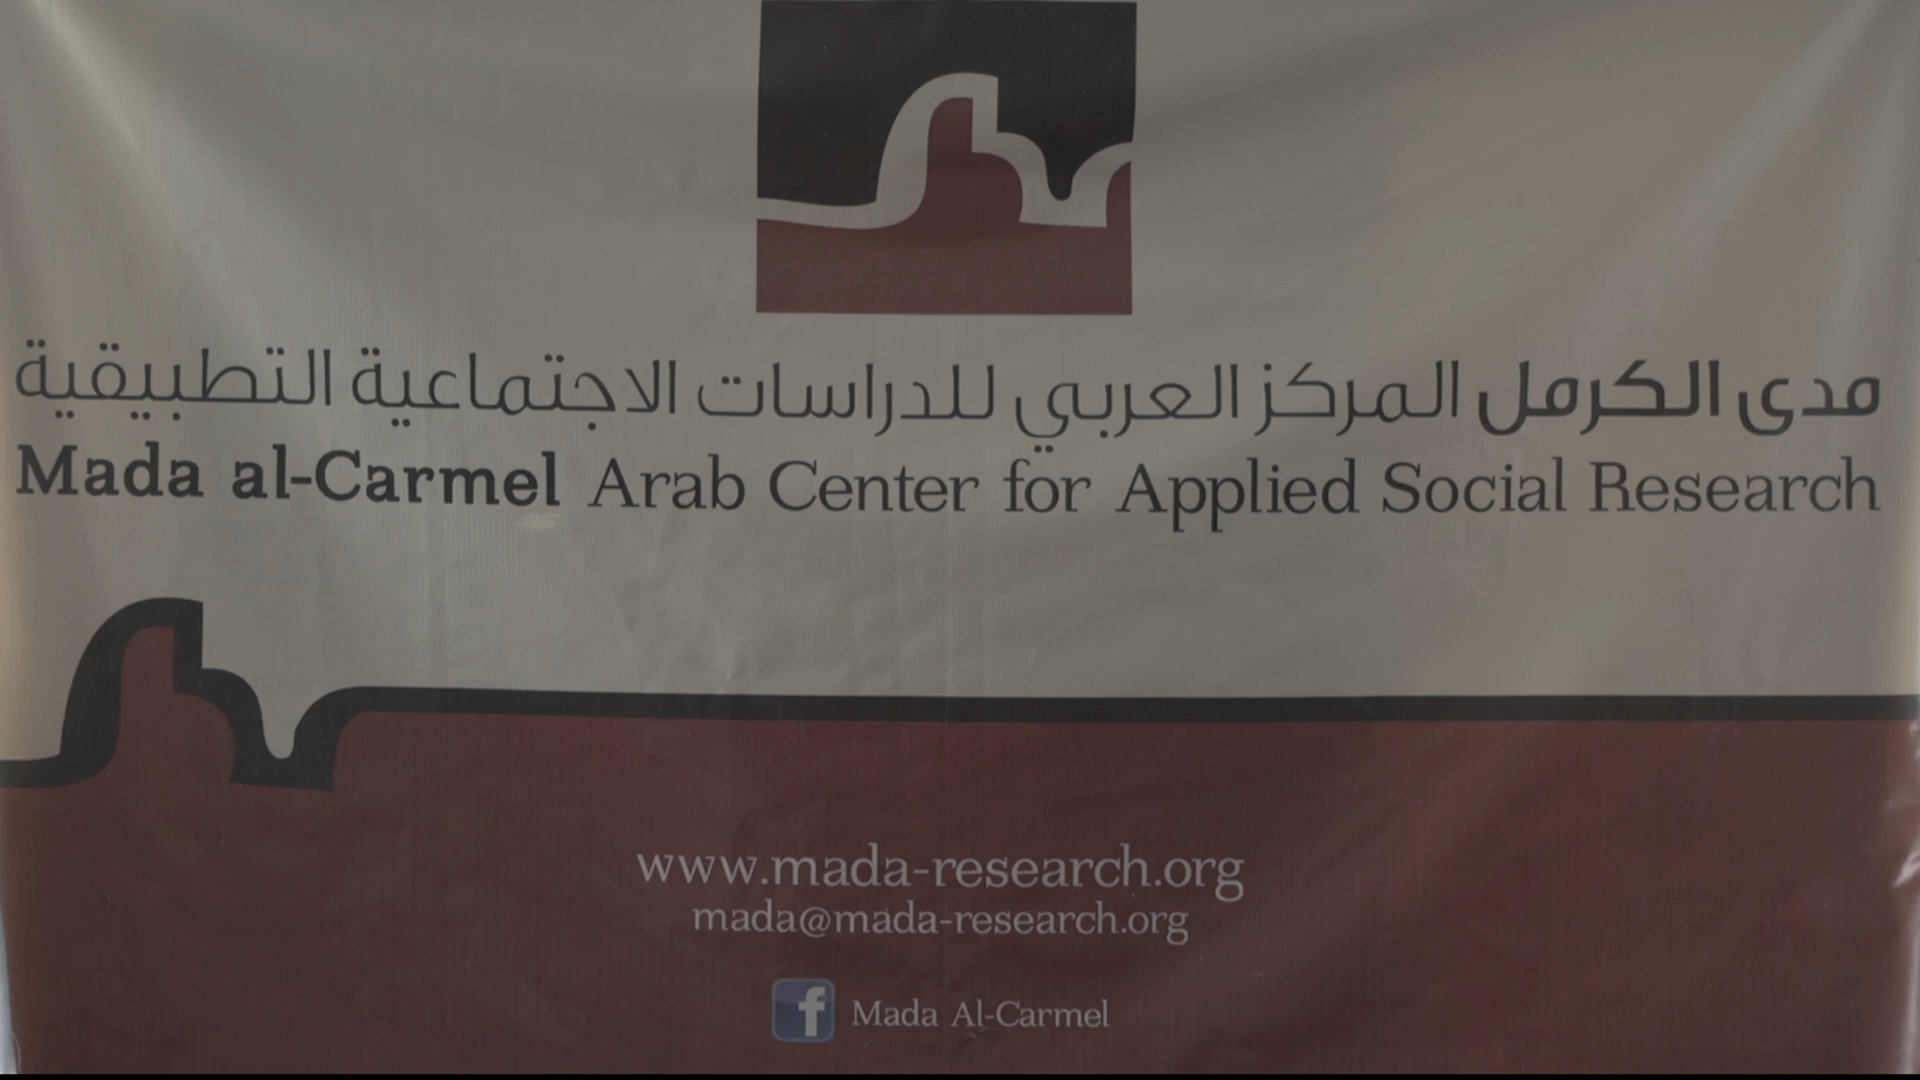 مدى الكرمل المركز العربي للدراسات الاجتماعية التطبيقية
Mada al-Carmel Arab Center for Applied Social Research
www.mada-research.org
mada@mada-research.org
f Mada Al-Carmel